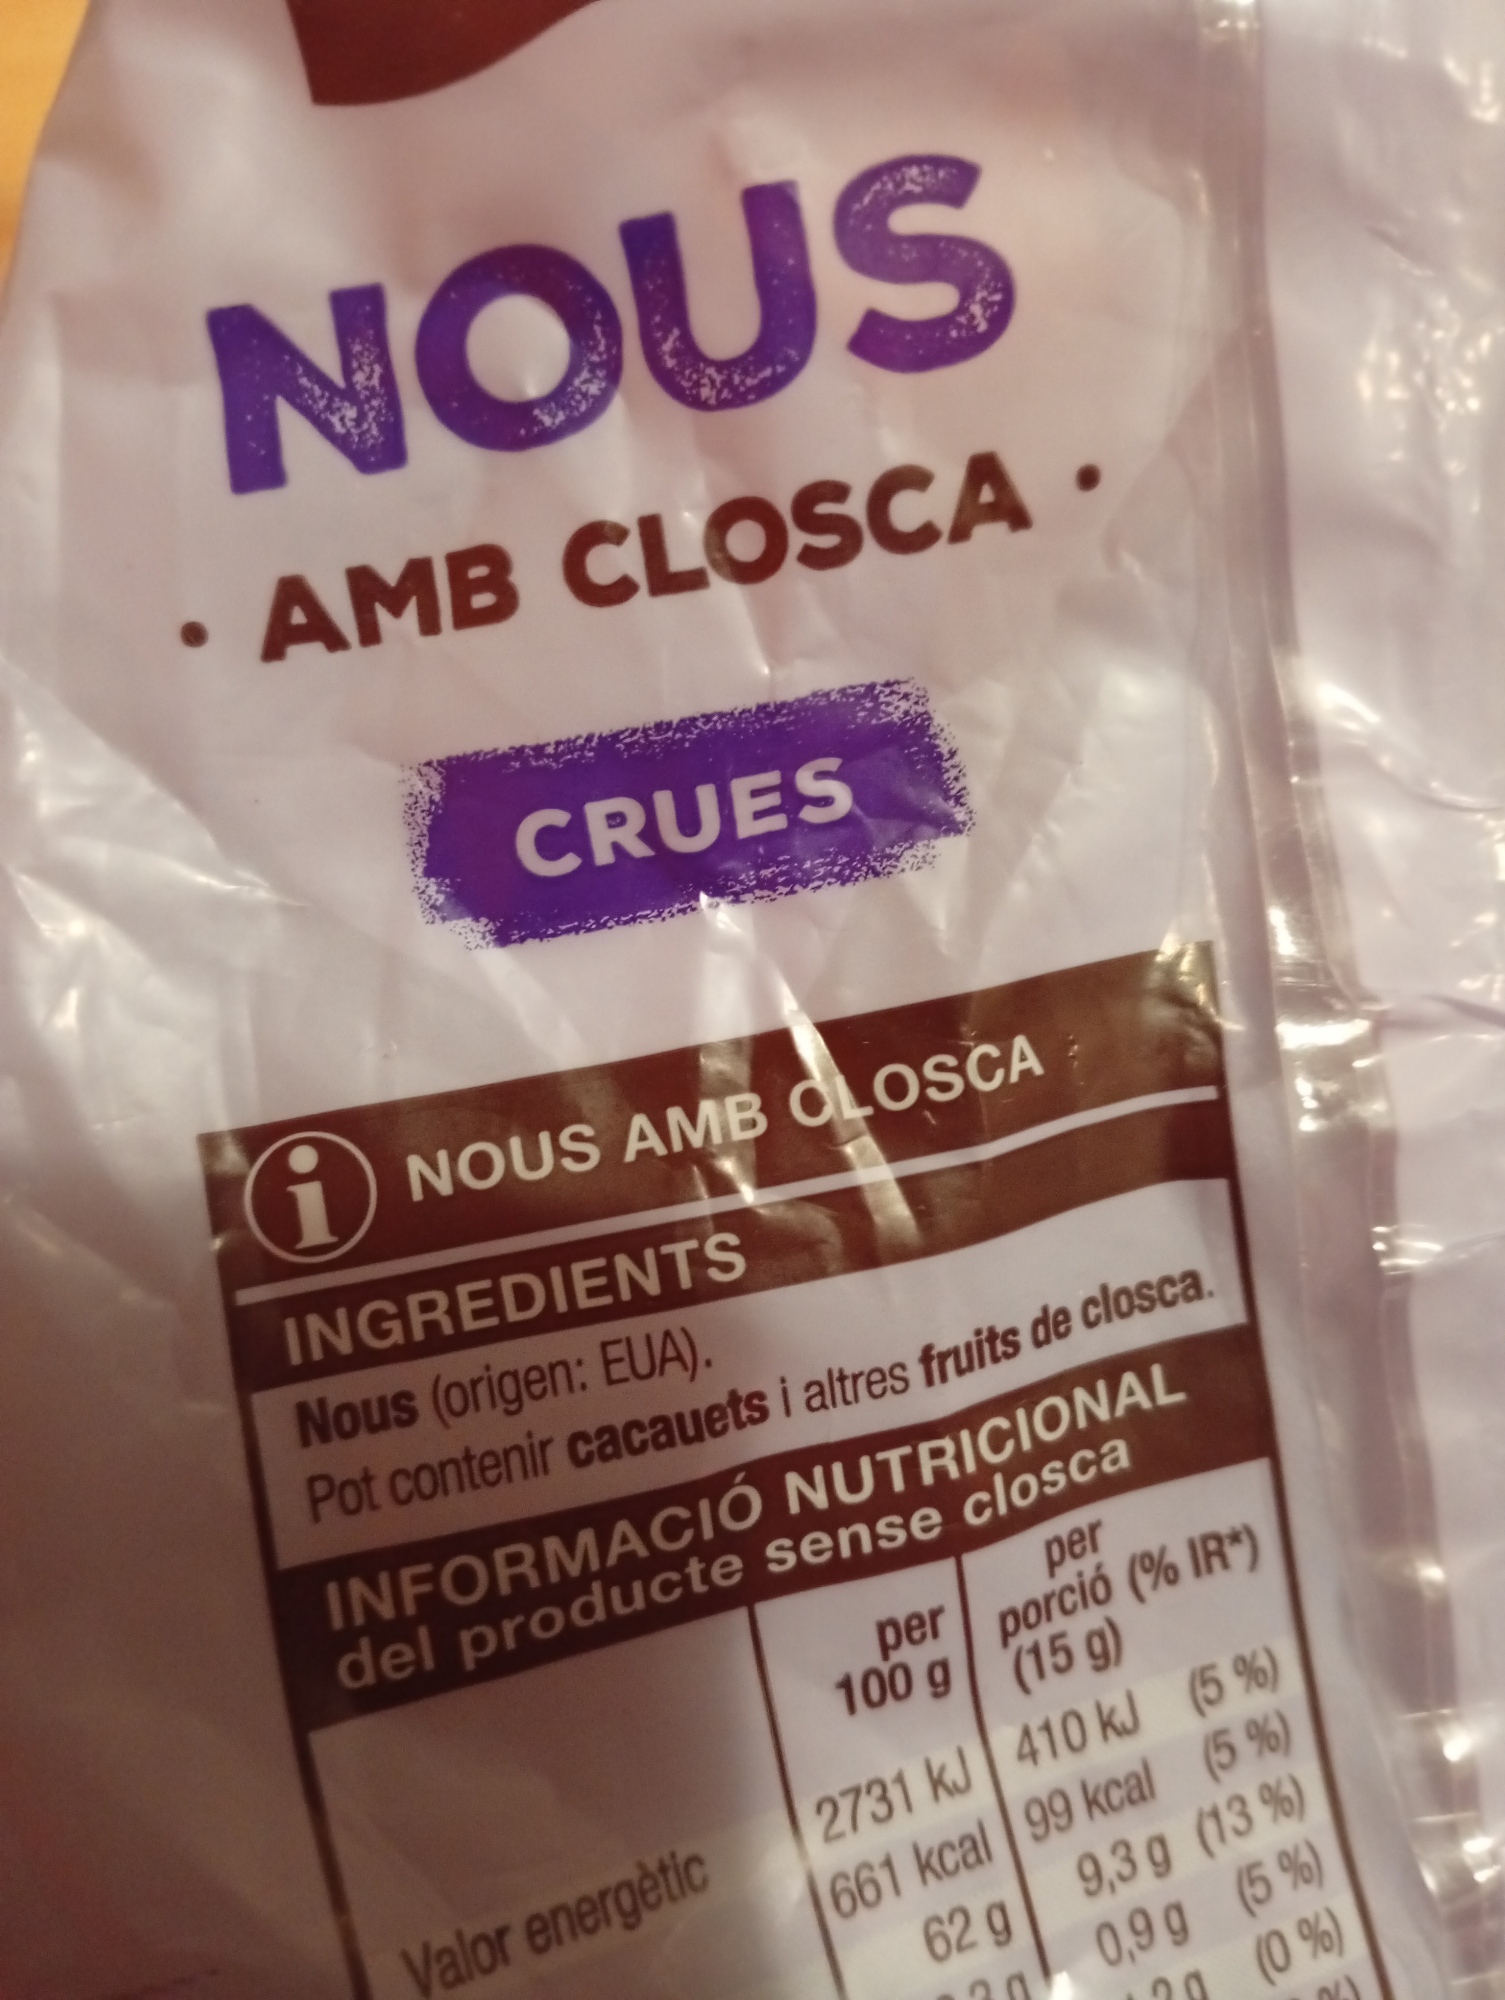 NOUS
• AMB CLOSCA •
CRUES
i NOUS AMB CLOSCA
INGREDIENTS
Nous (origen: EUA).
Pot contenir cacauets i altres fruits de closca.
INFORMACIÓ NUTRICIONAL
del producte sense closca
per 100 g
per porció (15 g) (% IR*)
2731 kJ 410 kJ (5 %)
Valor energètic 661 kcal 99 kcal (5 %)
62 g 9,3 g (13 %)
0,9 g (5 %)
(0 %)